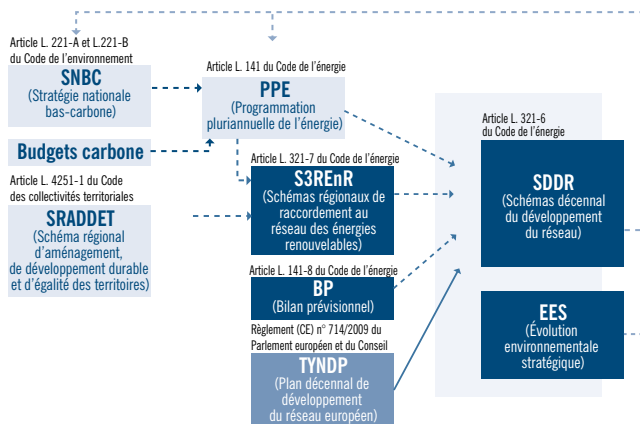 Article L. 221-A et L.221-B
du Code de l'environnement
SNBC
(Stratégie nationale
bas-carbone)
Budgets carbone
Article L. 4251-1 du Code
des collectivités territoriales
SRADDET
(Schéma régional
d'aménagement,
de développement durable
et d'égalité des territoires)
Article L. 141 du Code de l'énergie
PPE
(Programmation
pluriannuelle de l'énergie)
Article L. 321-7 du Code de l'énergie
S3REnR
(Schémas régionaux de
raccordement au
réseau des énergies
renouvelables)
Article L. 141-8 du Code de l'énergie
BP
(Bilan prévisionnel)
Règlement (CE) n° 714/2009 du
Parlement européen et du Conseil
TYNDP
(Plan décennal de
développement
du réseau européen)
Article L. 321-6
du Code de l'énergie
SDDR
(Schémas décennal
du développement
du réseau)
EES
(Évolution
environnementale
stratégique)